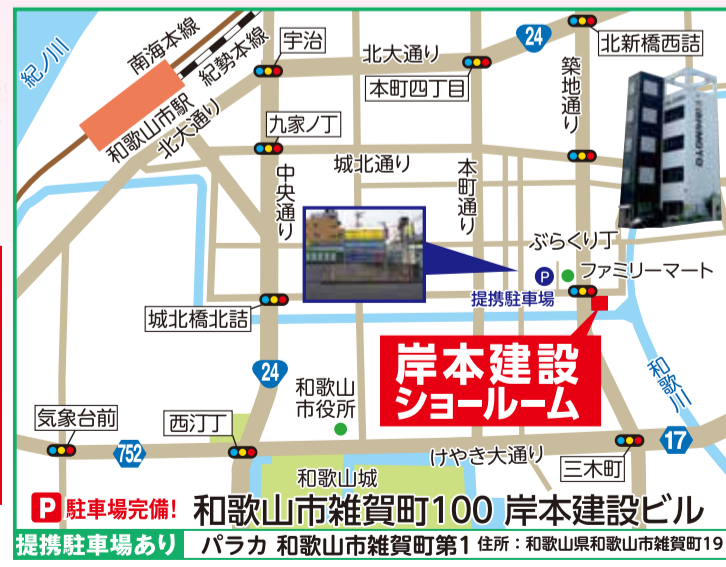 紀ノ川
南海本線
紀勢本線
和歌山市駅
北大通り
宇治
北大通り
24
北新橋西詰
本町四丁目
築地通り
九家ノ丁
城北通り
中央通り
本町通り
ぶらくり丁
P
ファミリーマート
提携駐車場
城北橋北詰
岸本建設
ショールーム
和歌川
24
和歌山
市役所
気象台前
752
西汀丁
けやき大通り
17
三木町
和歌山城
P 駐車場完備! 和歌山市雑賀町100 岸本建設ビル
提携駐車場あり パラカ 和歌山市雑賀町第1 住所:和歌山県和歌山市雑賀町19